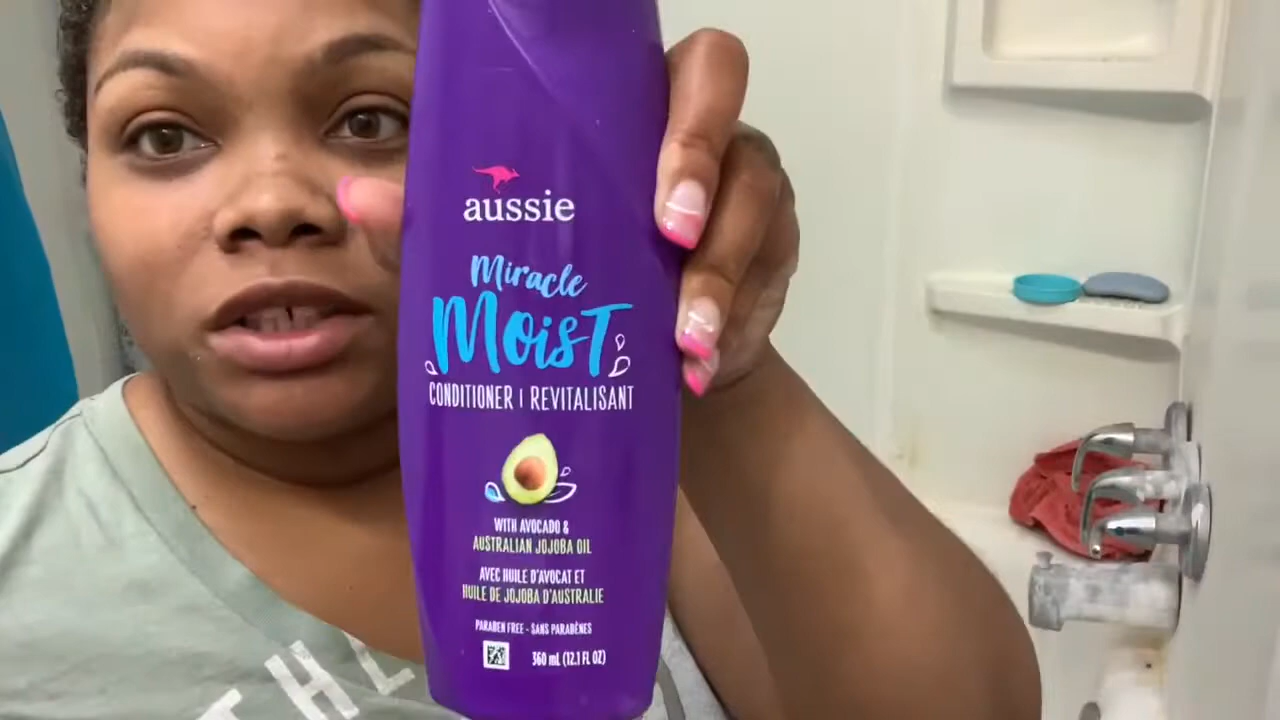 aussie
Miracle
MOIST
CONDITIONER | REVITALISANT
WITH AVOCADO &
AUSTRALIAN JOJOBA OIL
AVEC HUILE D'AVOCAT ET
HUILE DE JOJOBA D'AUSTRALIE
PARABEN FREE - SANS PARABÈNES
360 mL (12.1 FL OZ)
THE